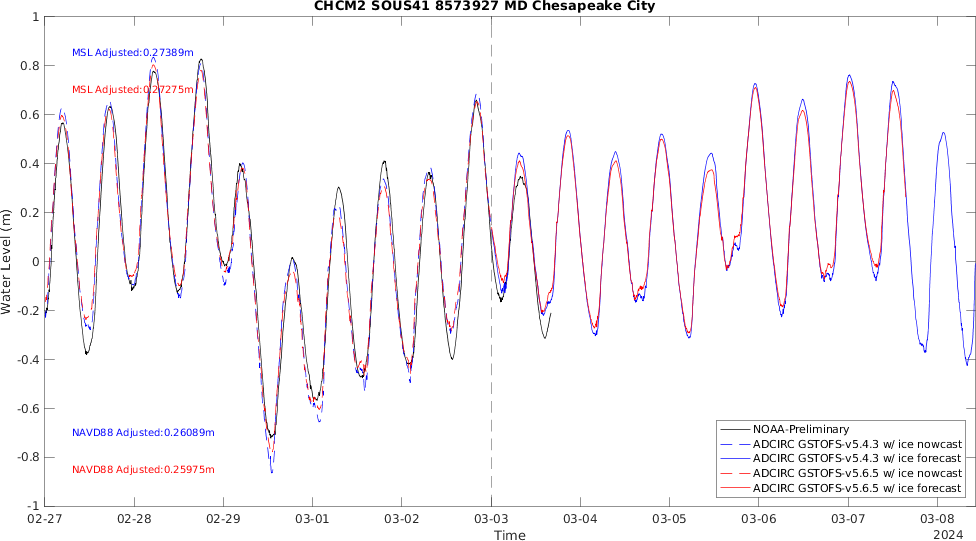 CHCM2 SOUS41 8573927 MD Chesapeake City
1
0.8
0.6
0.4
0.2
0
-0.2
-0.4
-0.6
-0.8
-1
Water Level (m)
MSL Adjusted:0.27389m
MSL Adjusted:0.27275m
NAVD88 Adjusted:0.26089m
NAVD88 Adjusted:0.25975m
NOAA-Preliminary
ADCIRC GSTOFS-v5.4.3 w/ ice nowcast
ADCIRC GSTOFS-v5.4.3 w/ ice forecast
ADCIRC GSTOFS-v5.6.5 w/ ice nowcast
ADCIRC GSTOFS-v5.6.5 w/ ice forecast
02-27 02-28 02-29 03-01 03-02 03-03 03-04 03-05 03-06 03-07 03-08
Time
2024